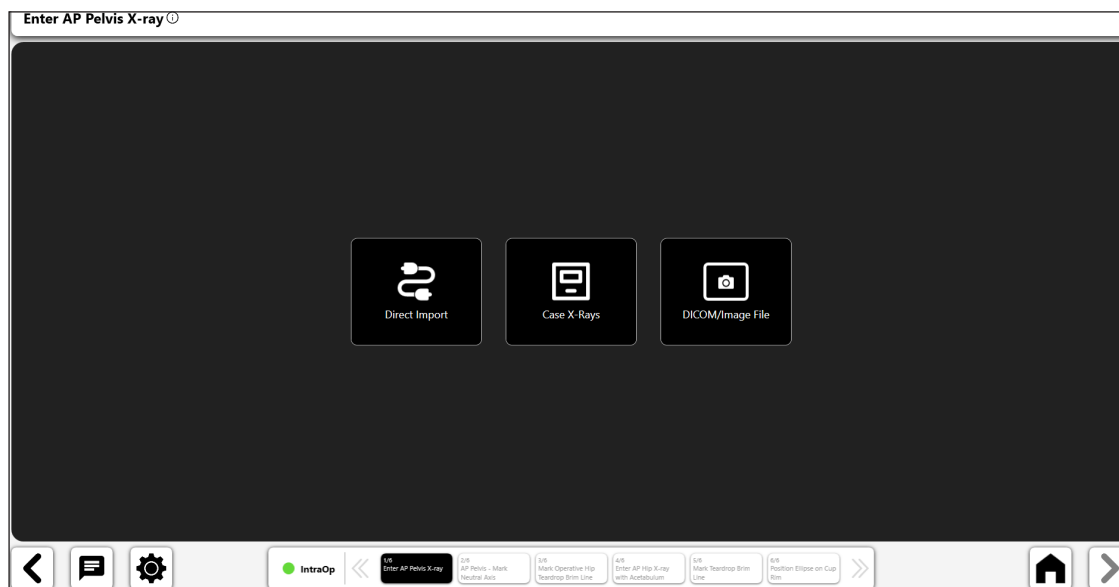 Enter AP Pelvis X-ray
Direct Import
Case X-Rays
DICOM/Image File
IntraOp
1/6
Enter AP Pelvis X-ray
2/6
AP Pelvis - Mark
Neutral Axis
3/6
Mark Operative Hip
Teardrop Brim Line
4/6
Enter AP Hip X-ray
with Acetabulum
5/6
Mark Teardrop Brim
Line
6/6
Position Ellipse on Cup
Rim